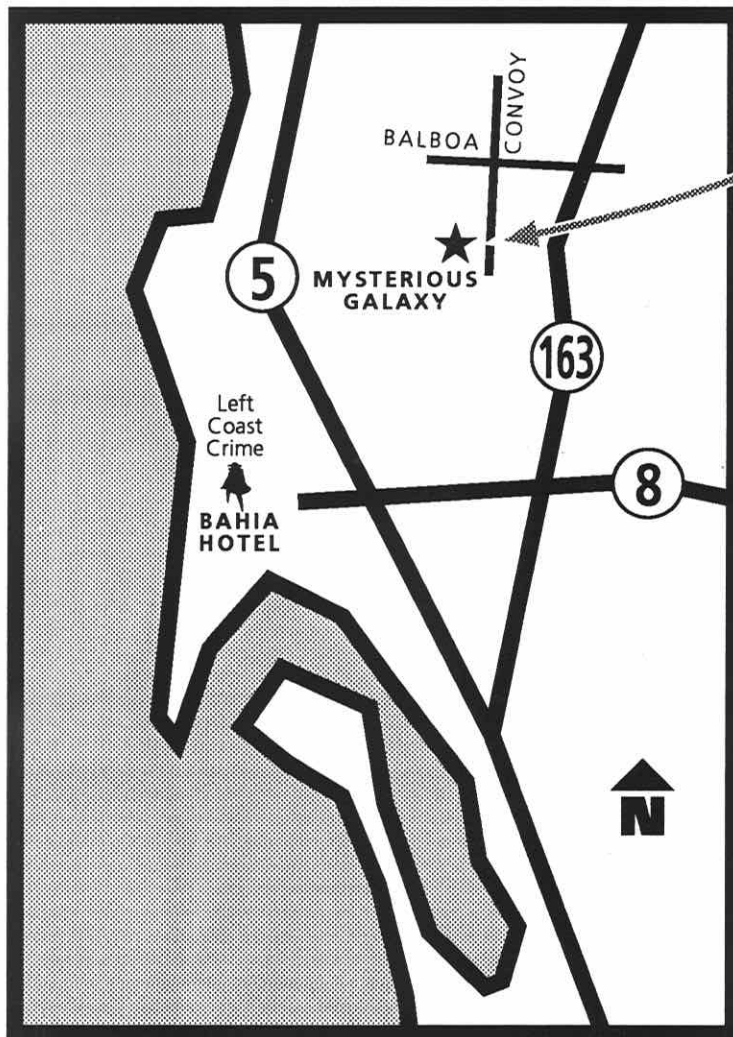 CONVOY
BALBOA
5
MYSTERIOUS
GALAXY
163
Left
Coast
Crime
8
BAHIA
HOTEL
N